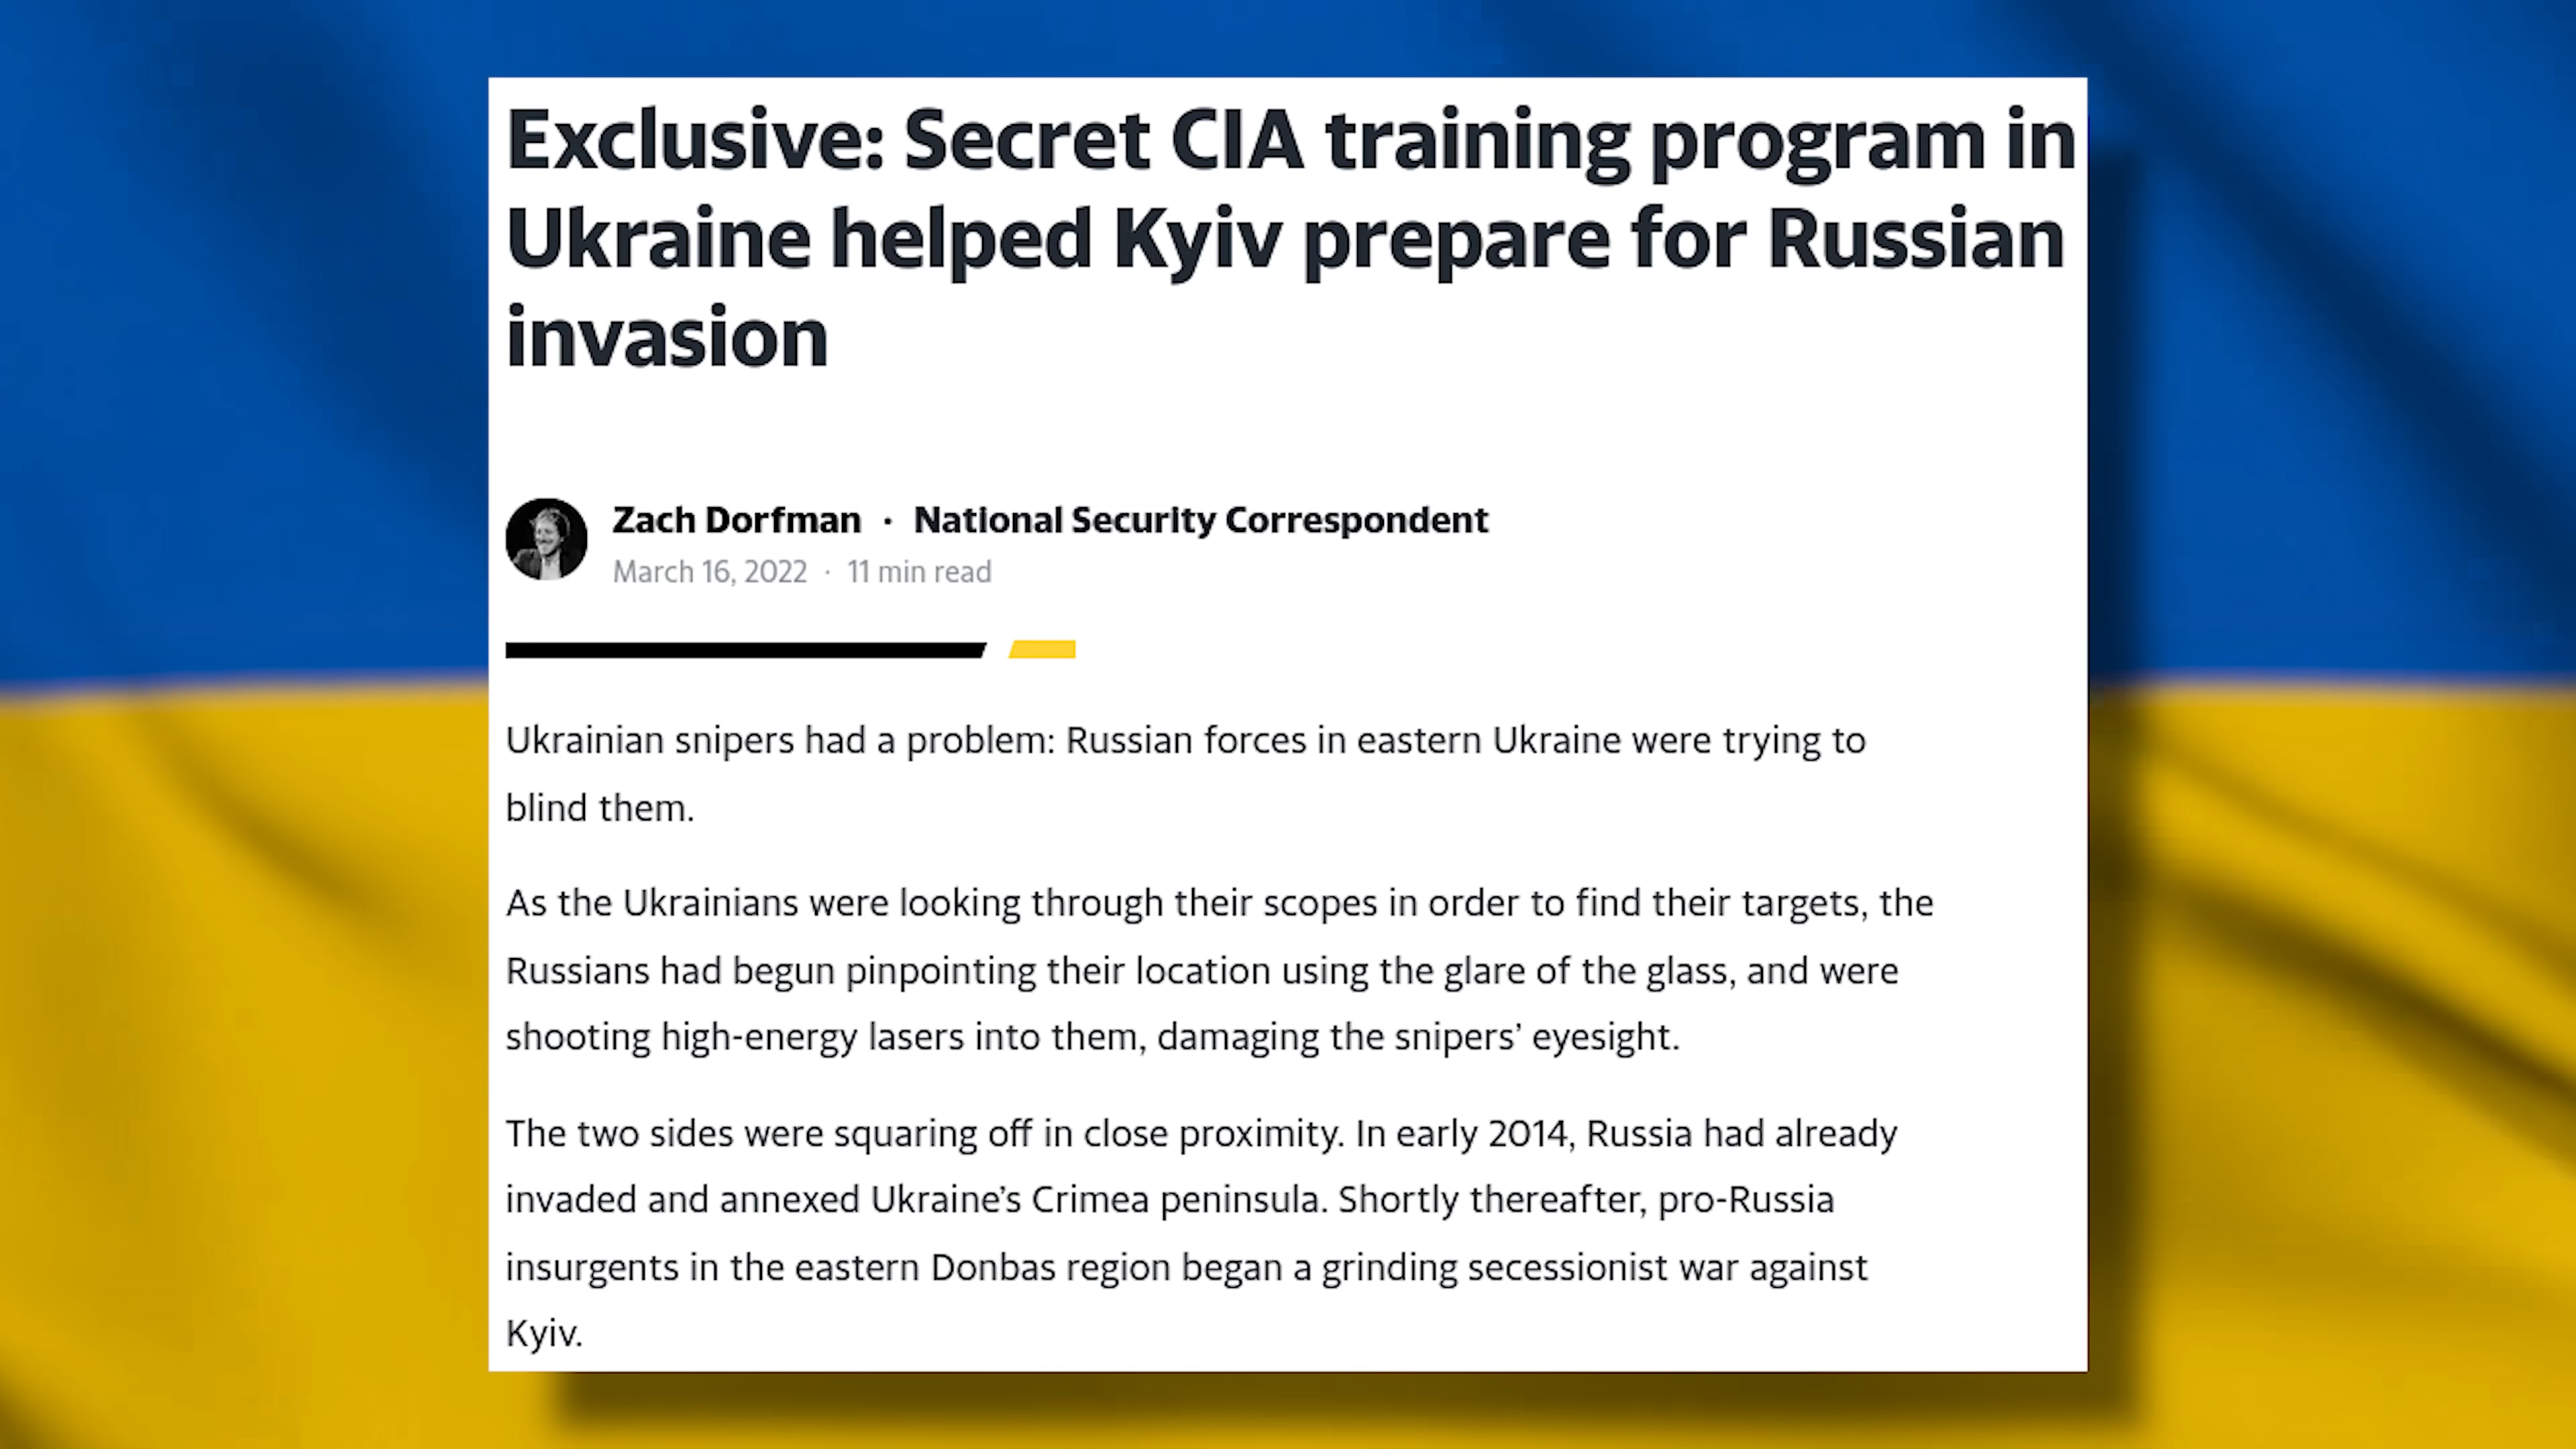 Exclusive: Secret CIA training program in
Ukraine helped Kyiv prepare for Russian
invasion
Zach Dorfman · National Security Correspondent
March 16, 2022 · 11 min read
Ukrainian snipers had a problem: Russian forces in eastern Ukraine were trying to
blind them.
As the Ukrainians were looking through their scopes in order to find their targets, the
Russians had begun pinpointing their location using the glare of the glass, and were
shooting high-energy lasers into them, damaging the snipers’ eyesight.
The two sides were squaring off in close proximity. In early 2014, Russia had already
invaded and annexed Ukraine’s Crimea peninsula. Shortly thereafter, pro-Russia
insurgents in the eastern Donbas region began a grinding secessionist war against
Kyiv.